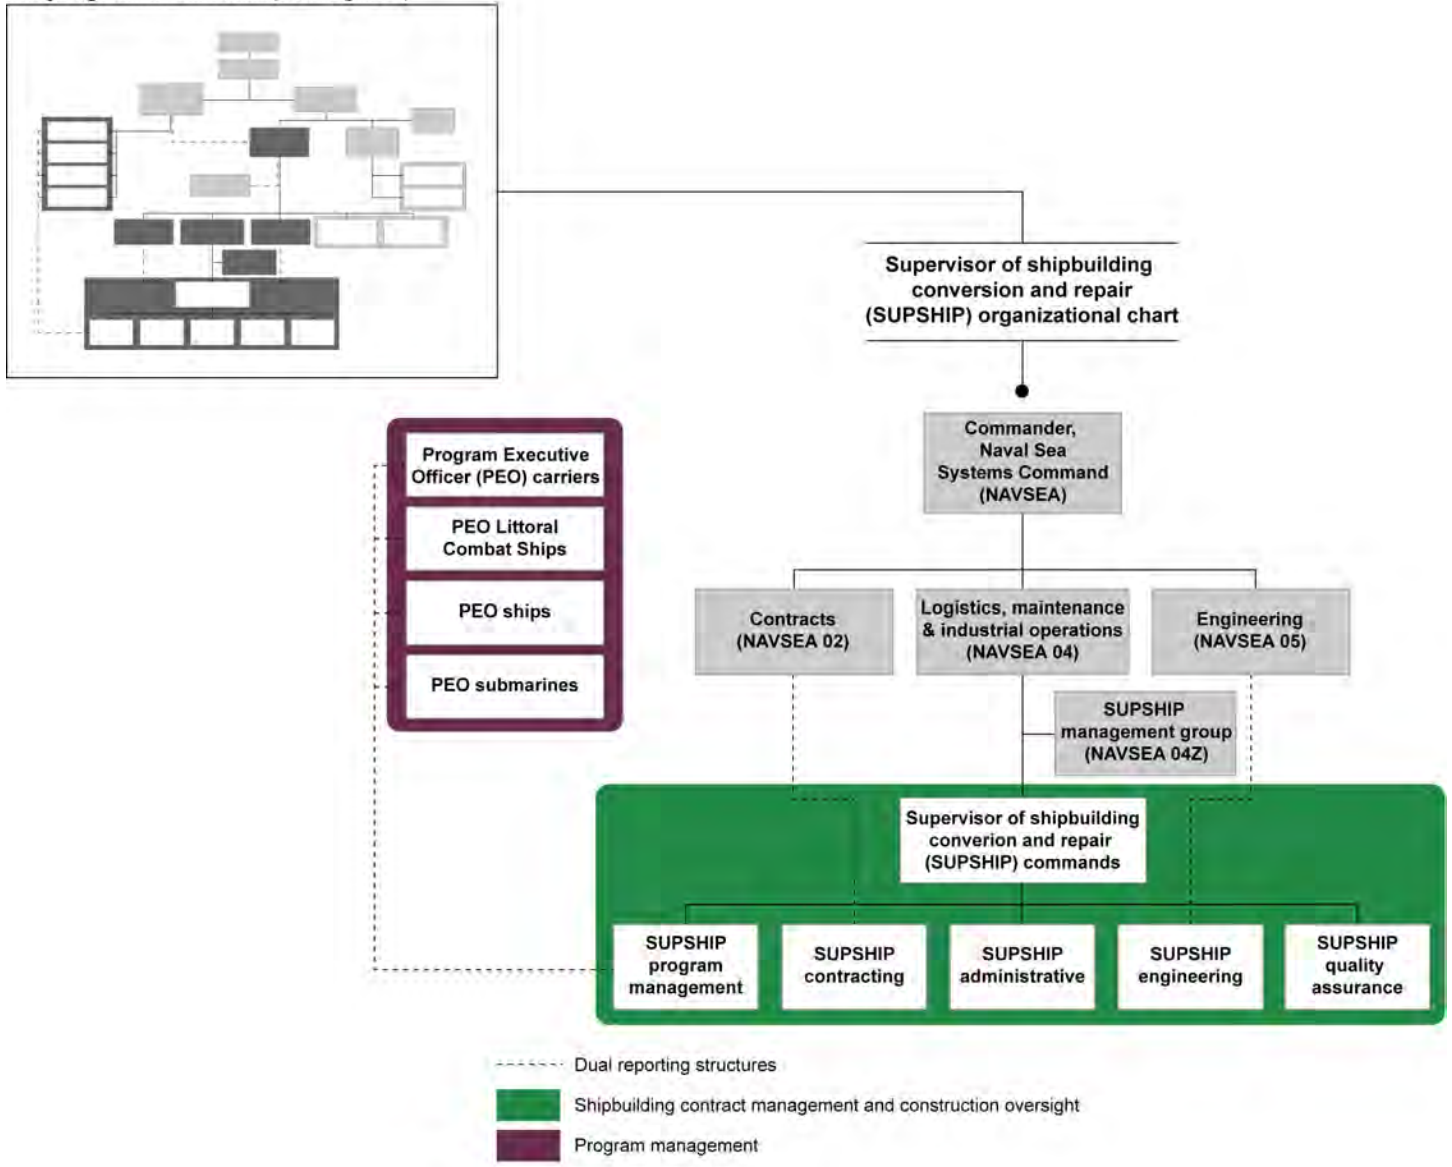 Supervisor of shipbuilding
conversion and repair
(SUPSHIP) organizational chart
Commander,
Naval Sea
Systems Command
(NAVSEA)
Program Executive
Officer (PEO) carriers
PEO Littoral
Combat Ships
PEO ships
PEO submarines
Contracts
(NAVSEA 02)
Logistics, maintenance
& industrial operations
(NAVSEA 04)
Engineering
(NAVSEA 05)
SUPSHIP
management group
(NAVSEA 04Z)
Supervisor of shipbuilding
converion and repair
(SUPSHIP) commands
SUPSHIP
program
management
SUPSHIP
contracting
SUPSHIP
administrative
SUPSHIP
engineering
SUPSHIP
quality
assurance
Dual reporting structures
Shipbuilding contract management and construction oversight
Program management